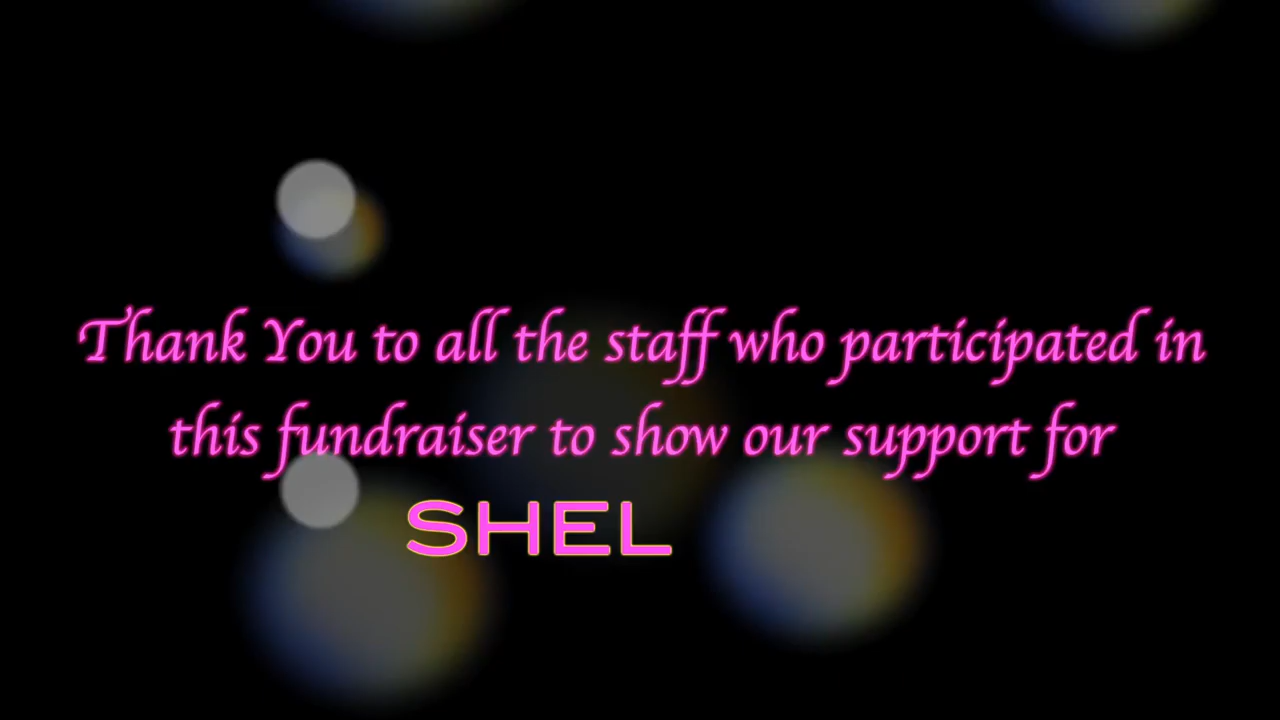 Thank You to all the staff who participated in
this fundraiser to show our support for
SHEL